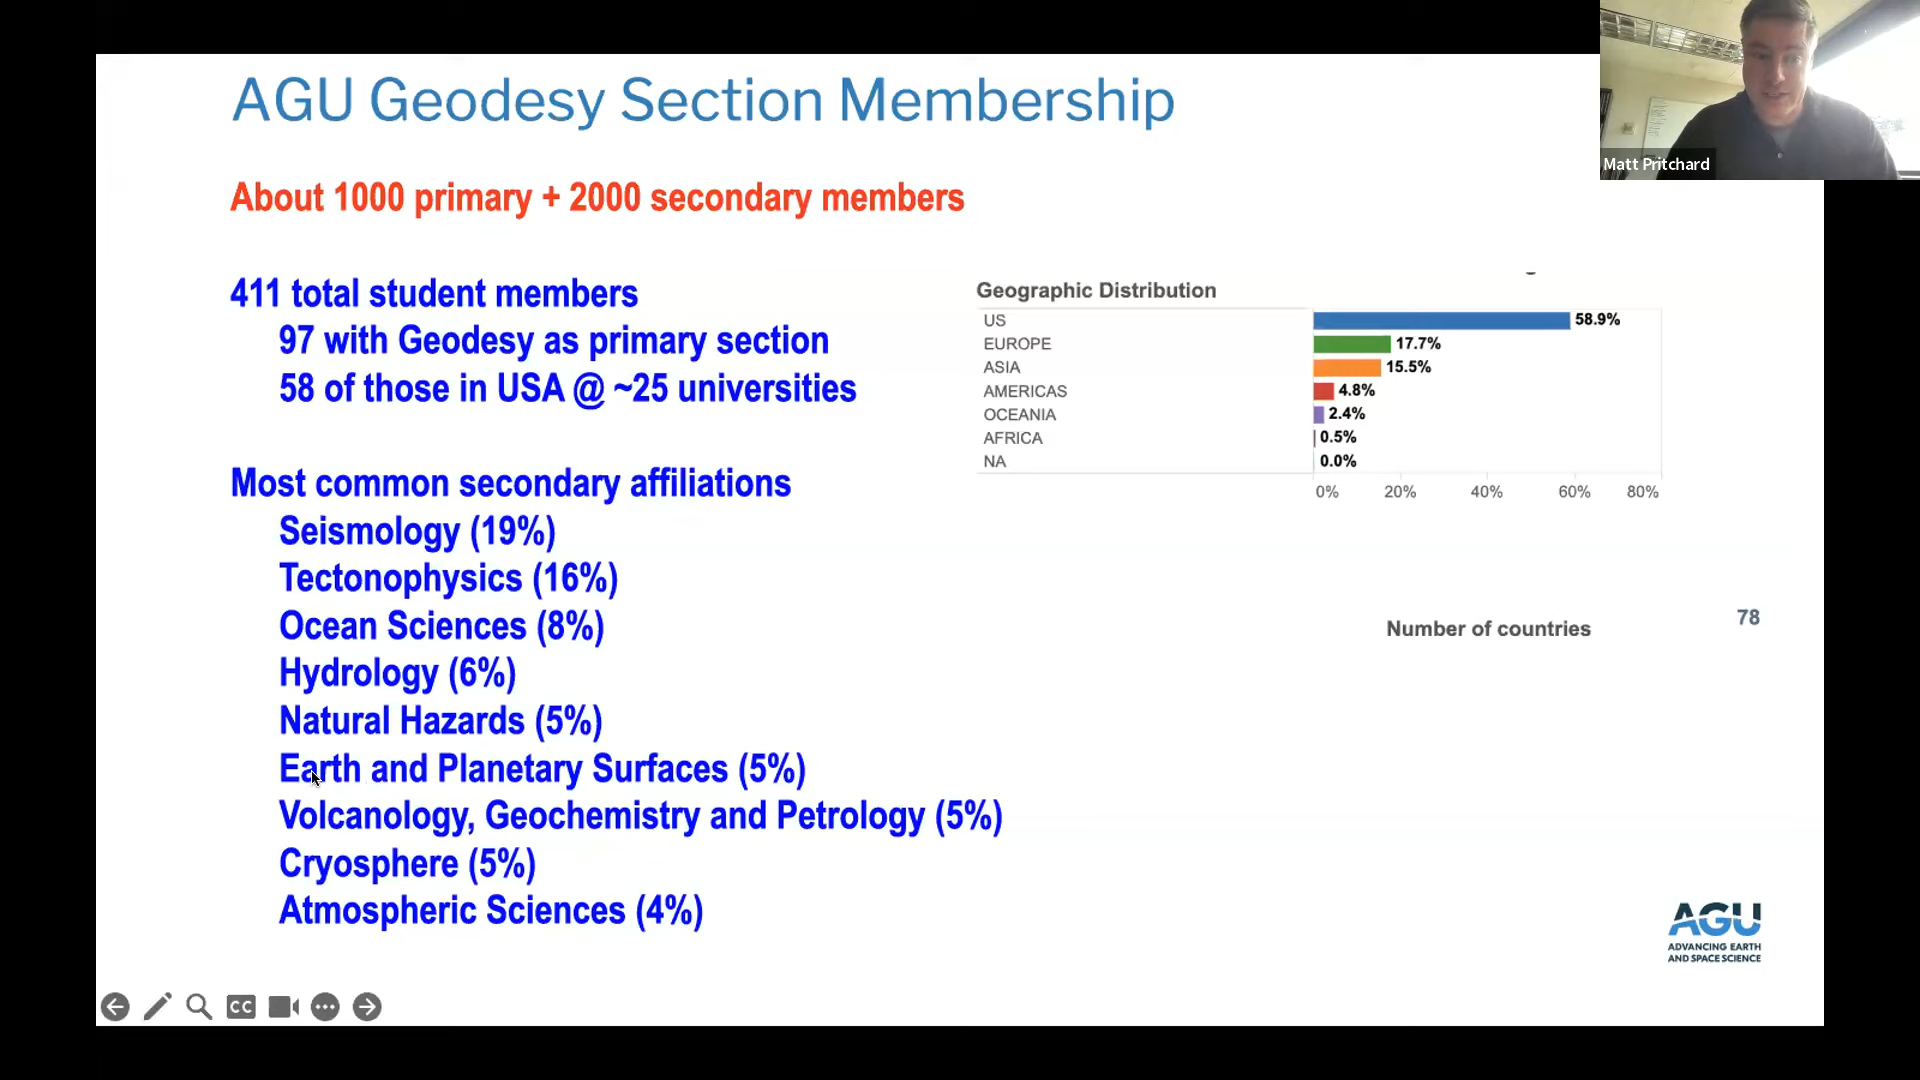 AGU Geodesy Section Membership
Matt Pritchard
About 1000 primary + 2000 secondary members
411 total student members
97 with Geodesy as primary section
58 of those in USA @ ~25 universities
Most common secondary affiliations
Seismology (19%)
Tectonophysics (16%)
Ocean Sciences (8%)
Hydrology (6%)
Natural Hazards (5%)
Earth and Planetary Surfaces (5%)
Volcanology, Geochemistry and Petrology (5%)
Cryosphere (5%)
Atmospheric Sciences (4%)
Geographic Distribution
US 58.9%
EUROPE 17.7%
ASIA 15.5%
AMERICAS 4.8%
OCEANIA 2.4%
AFRICA 0.5%
NA 0.0%
0% 20% 40% 60% 80%
Number of countries 78
AGU
ADVANCING EARTH
AND SPACE SCIENCE
CC